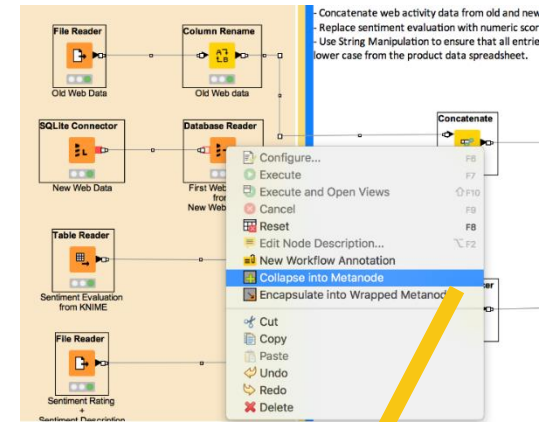 - Concatenate web activity data from old and new
- Replace sentiment evaluation with numeric scor
- Use String Manipulation to ensure that all entrie
lower case from the product data spreadsheet.
File Reader
Old Web Data
Column Rename
Old Web data
Concatenate
SQLite Connector
New Web Data
Database Reader
First Web
from
New Web
Table Reader
Sentiment Evaluation
from KNIME
File Reader
Sentiment Rating
+
Sentiment Description
Configure... F6
Execute F7
Execute and Open Views ⇧F10
Cancel F9
Reset F8
Edit Node Description... ⌥F2
New Workflow Annotation
Collapse into Metanode
Encapsulate into Wrapped Metanod
Cut
Copy
Paste
Undo
Redo
Delete